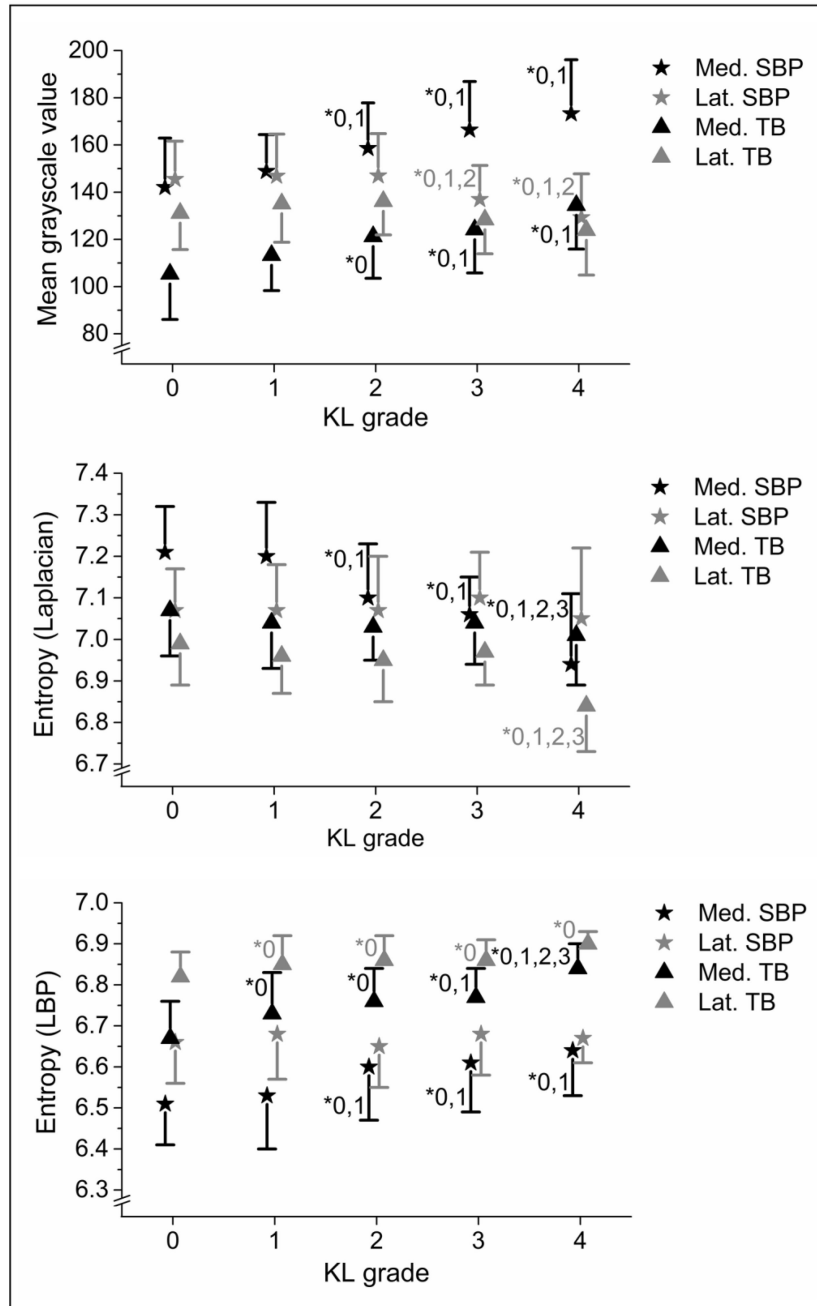 Mean grayscale value
200
180
160
140
120
100
80
*0,1
*0,1
*0,1
*0,1,2
*0,1,2
*0
*0,1
*0,1
0 1 2 3 4
KL grade
Med. SBP
Lat. SBP
Med. TB
Lat. TB
Entropy (Laplacian)
7.4
7.3
7.2
7.1
7.0
6.9
6.8
6.7
*0,1
*0,1
*0,1,2,3
*0,1,2,3
0 1 2 3 4
KL grade
Med. SBP
Lat. SBP
Med. TB
Lat. TB
Entropy (LBP)
7.0
6.9
6.8
6.7
6.6
6.5
6.4
6.3
*0
*0
*0
*0
*0
*0
*0,1
*0,1,2,3
*0,1
*0,1
*0,1
0 1 2 3 4
KL grade
Med. SBP
Lat. SBP
Med. TB
Lat. TB